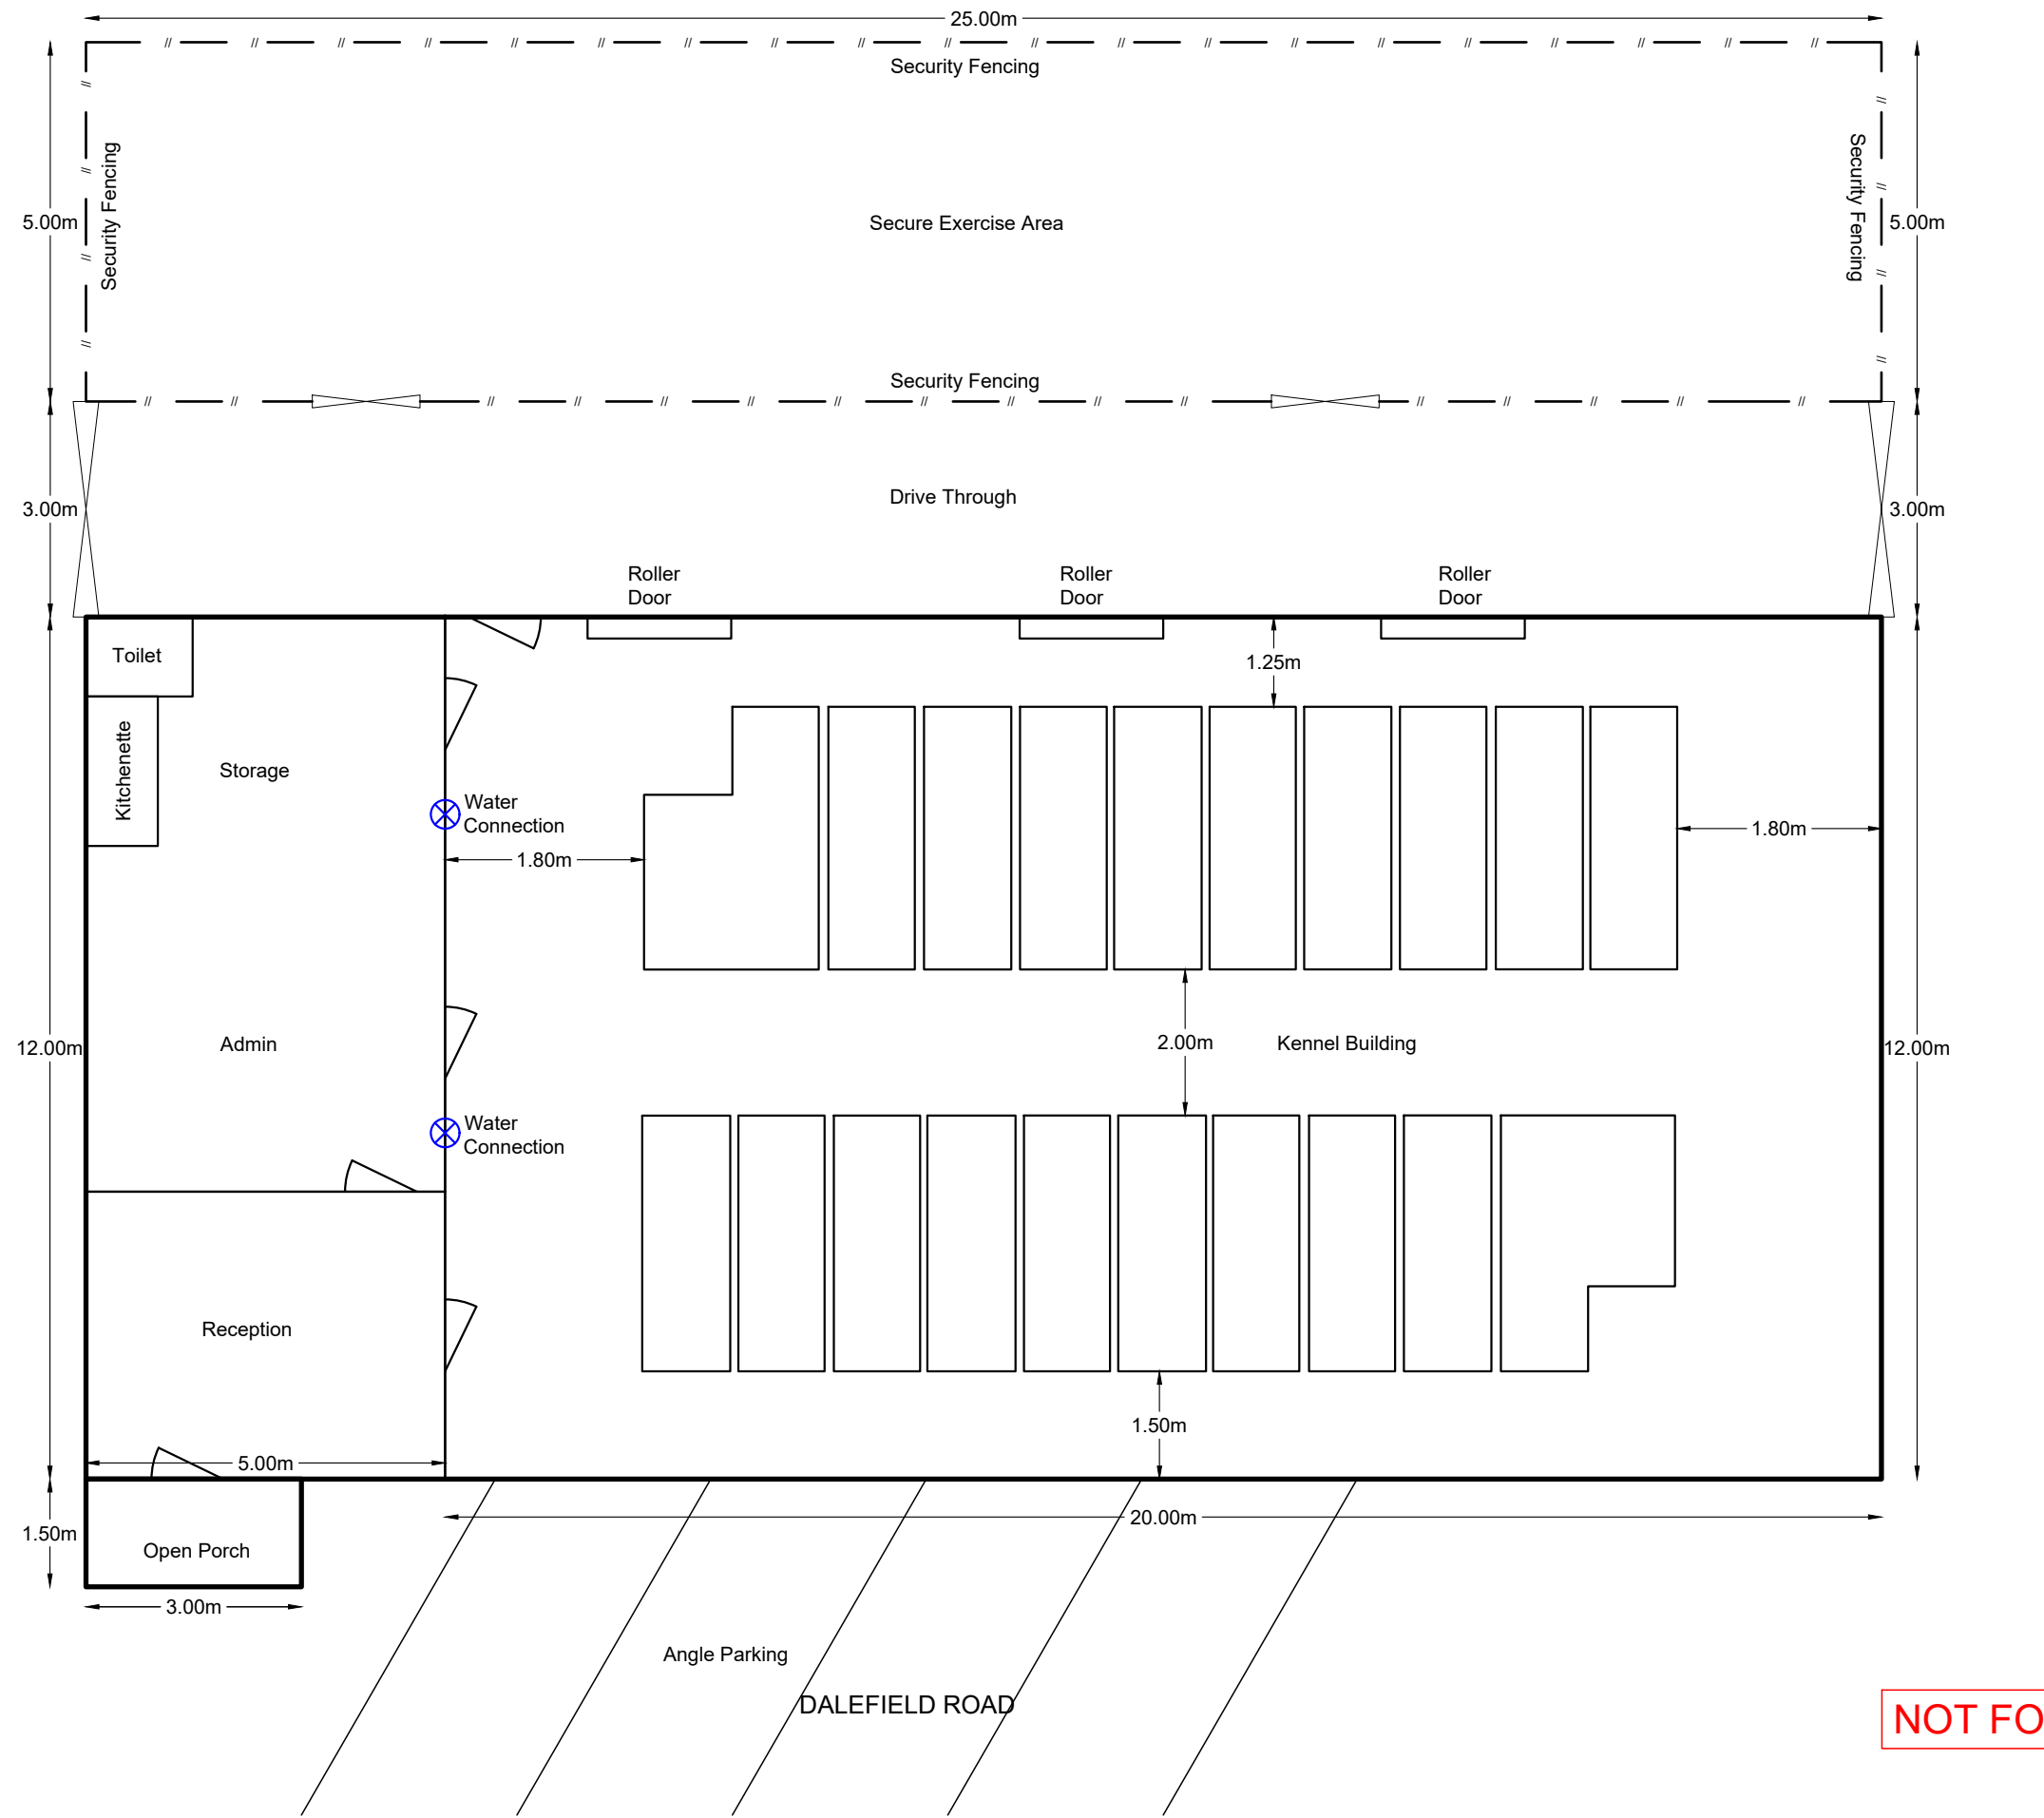 25.00m
Security Fencing
Security Fencing
Security Fencing
5.00m
Secure Exercise Area
5.00m
Security Fencing
3.00m
Drive Through
3.00m
Roller
Door
Roller
Door
Roller
Door
Toilet
1.25m
Kitchenette
Storage
Water
Connection
1.80m
1.80m
Admin
2.00m
Kennel Building
12.00m
12.00m
Water
Connection
Reception
1.50m
5.00m
20.00m
1.50m
Open Porch
3.00m
Angle Parking
DALEFIELD ROAD
NOT FO